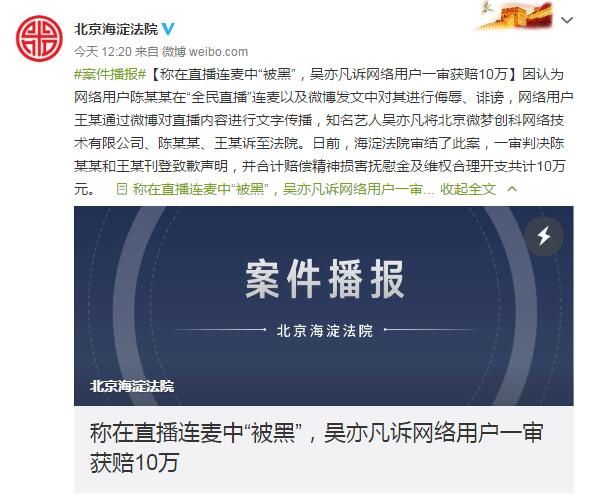 北京海淀法院
今天 12:20 来自 微博 weibo.com
#案件播报#【称在直播连麦中“被黑”，吴亦凡诉网络用户一审获赔10万】因认为
网络用户陈某某在“全民直播”连麦以及微博发文中对其进行侮辱、诽谤，网络用户
王某通过微博对直播内容进行文字传播，知名艺人吴亦凡将北京微梦创科网络技
术有限公司、陈某某、王某诉至法院。日前，海淀法院审结了此案，一审判决陈
某某和王某刊登致歉声明，并合计赔偿精神损害抚慰金及维权合理开支共计10万
元。 称在直播连麦中“被黑”，吴亦凡诉网络用户一审... 收起全文
案件播报
北京海淀法院
北京海淀法院
称在直播连麦中“被黑”，吴亦凡诉网络用户一审
获赔10万